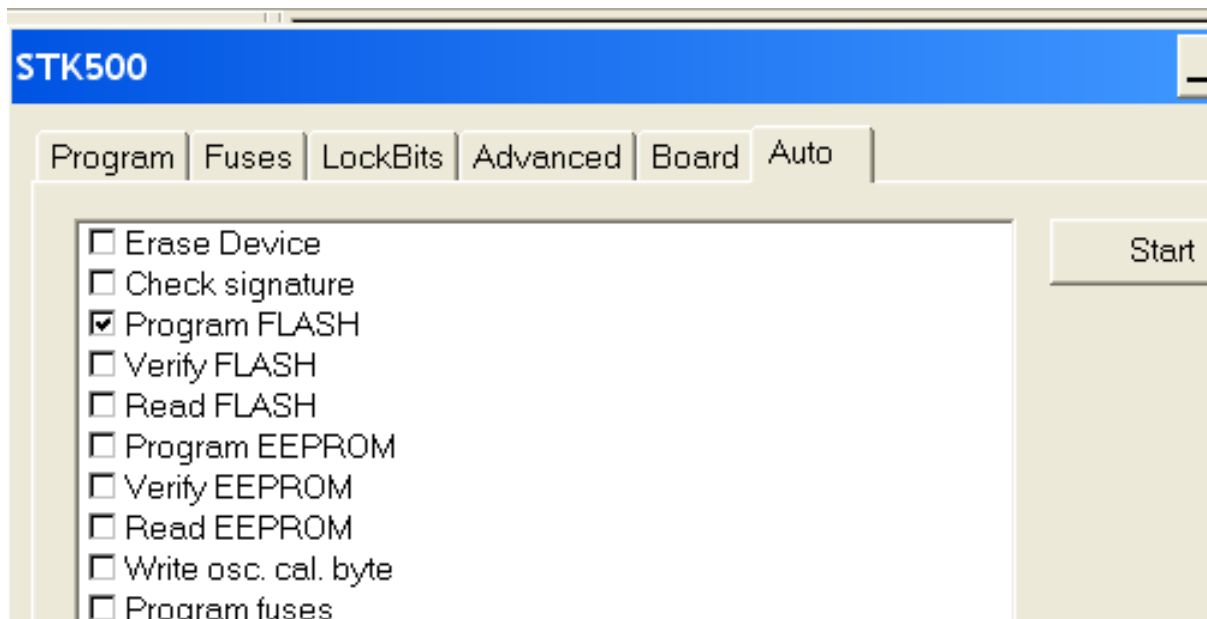 STK500
Program Fuses LockBits Advanced Board Auto
Erase Device
Start
Check signature
Program FLASH
Verify FLASH
Read FLASH
Program EEPROM
Verify EEPROM
Read EEPROM
Write osc. cal. byte
Program fuses